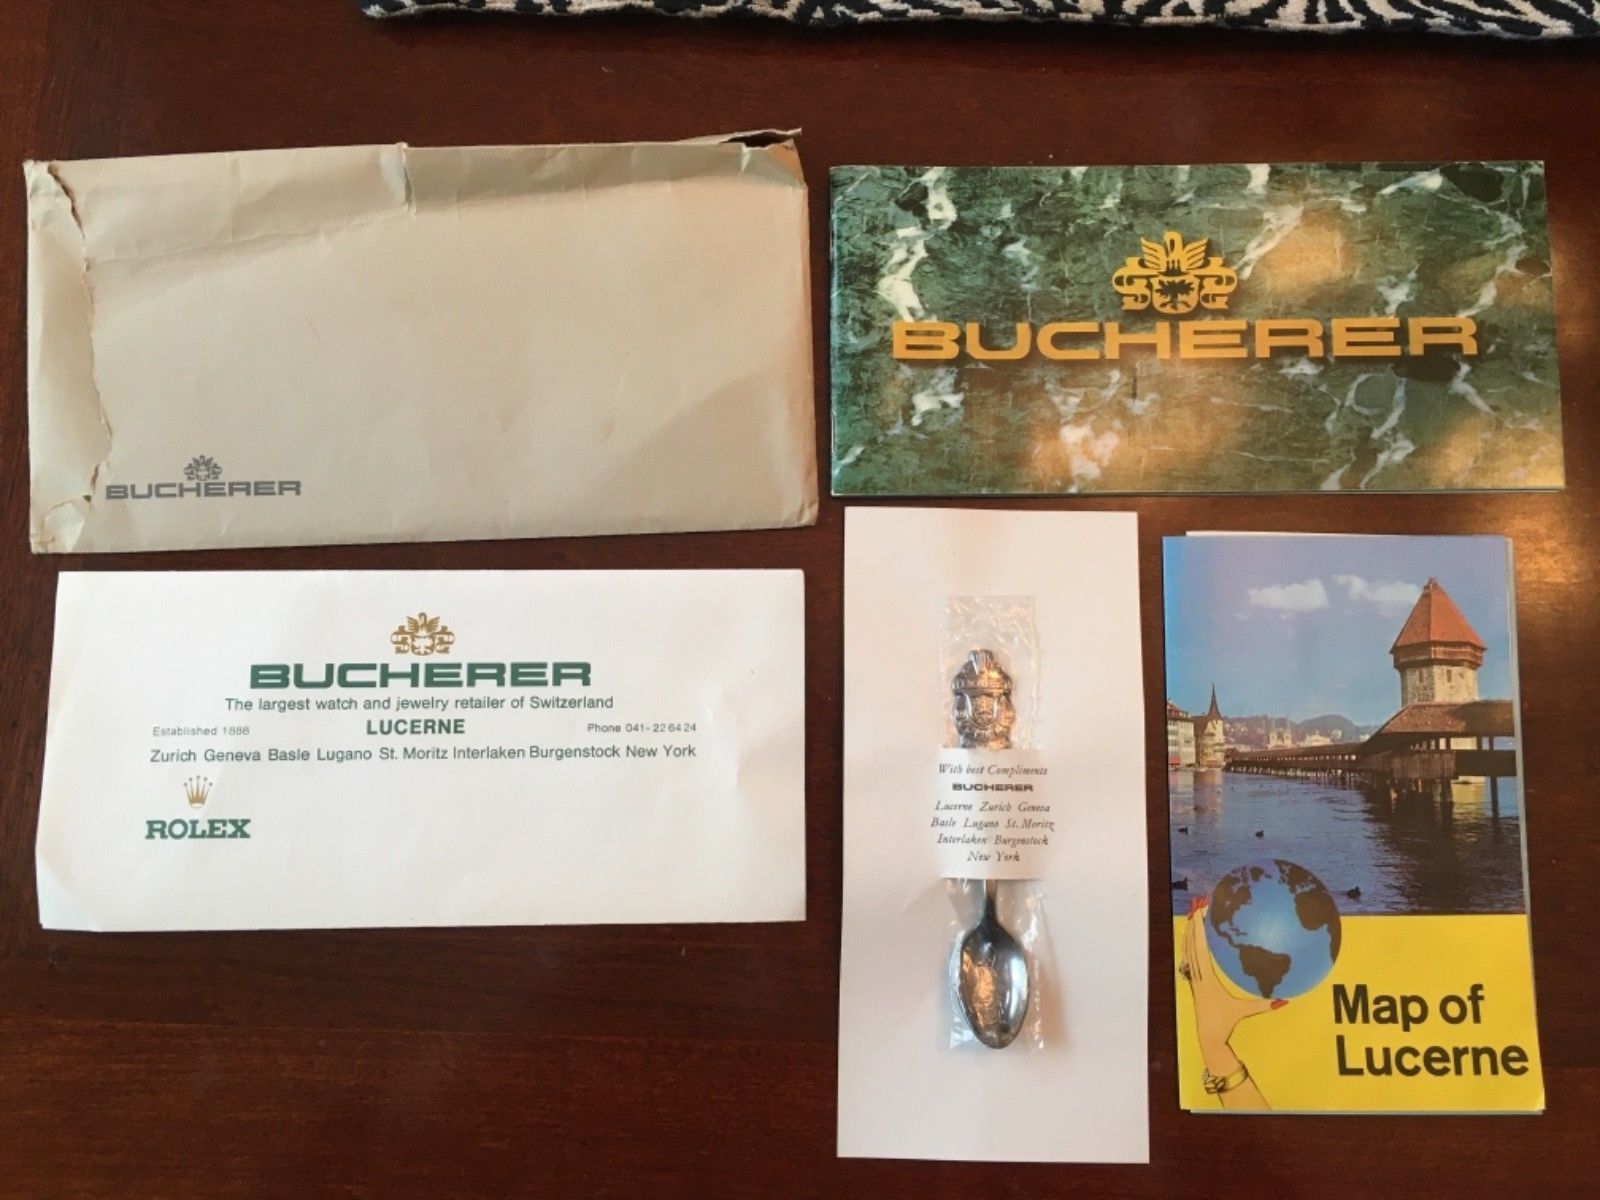 BUCHERER
BUCHERER
BUCHERER
The largest watch and jewelry retailer of Switzerland
Established 1888
LUCERNE
Phone 041-22 64 24
Zurich Geneva Basle Lugano St. Moritz Interlaken Burgenstock New York
ROLEX
With best Compliments
BUCHERER
Lucerne Zurich Geneva
Basle Lugano St. Moritz
Interlaken Burgenstock
New York
Map of
Lucerne